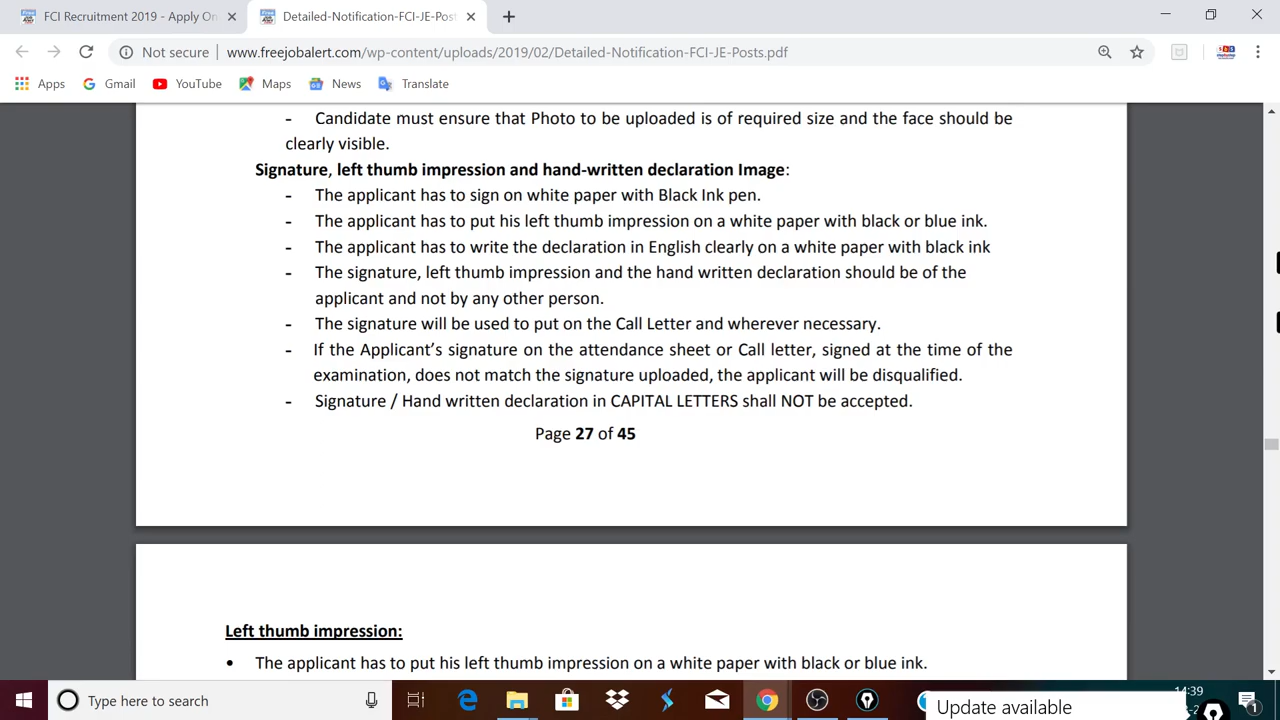 FCI Recruitment 2019 - Apply On
Detailed-Notification-FCI-JE-Post
Not secure
www.freejobalert.com/wp-content/uploads/2019/02/Detailed-Notification-FCI-JE-Posts.pdf
Apps Gmail YouTube Maps News Translate
- Candidate must ensure that Photo to be uploaded is of required size and the face should be
clearly visible.
Signature, left thumb impression and hand-written declaration Image:
- The applicant has to sign on white paper with Black Ink pen.
- The applicant has to put his left thumb impression on a white paper with black or blue ink.
- The applicant has to write the declaration in English clearly on a white paper with black ink
- The signature, left thumb impression and the hand written declaration should be of the
applicant and not by any other person.
- The signature will be used to put on the Call Letter and wherever necessary.
- If the Applicant’s signature on the attendance sheet or Call letter, signed at the time of the
examination, does not match the signature uploaded, the applicant will be disqualified.
- Signature / Hand written declaration in CAPITAL LETTERS shall NOT be accepted.
Page 27 of 45
Left thumb impression:
• The applicant has to put his left thumb impression on a white paper with black or blue ink.
Type here to search
14:39
Update available
1